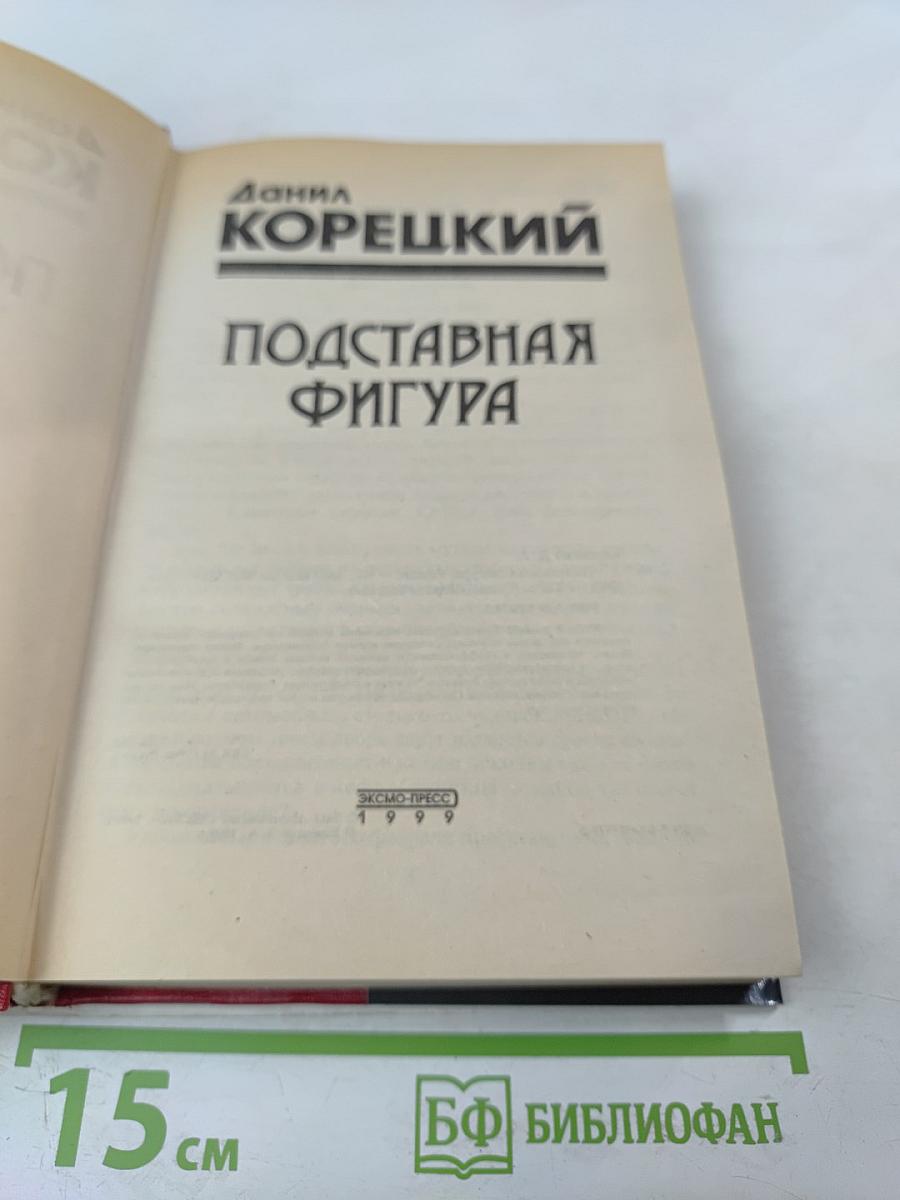 Данил
КОРЕЦКИЙ
ПОДСТАВНАЯ
ФИГУРА
ЭКСМО-ПРЕСС
1999
15 см
БФ БИБЛИОФАН